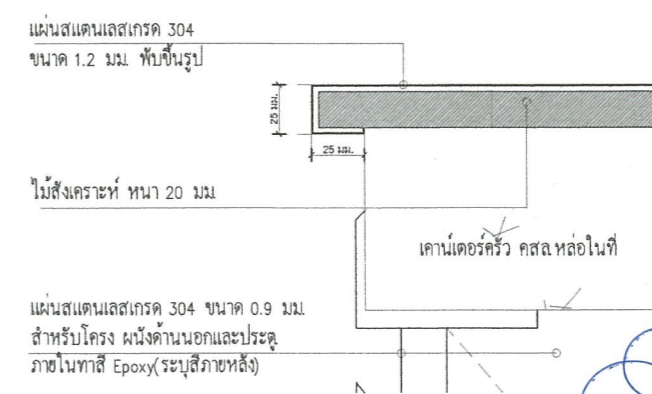 แผ่นสแตนเลสเกรด 304
ขนาด 1.2 มม. พับขึ้นรูป
25 มม.
25 มม.
ไม้สังเคราะห์ หนา 20 มม.
เคาน์เตอร์ครัว คสล.หล่อในที่
แผ่นสแตนเลสเกรด 304 ขนาด 0.9 มม.
สำหรับโครง ผนังด้านนอกและประตู
ภายในทาสี Epoxy(ระบุสีภายหลัง)